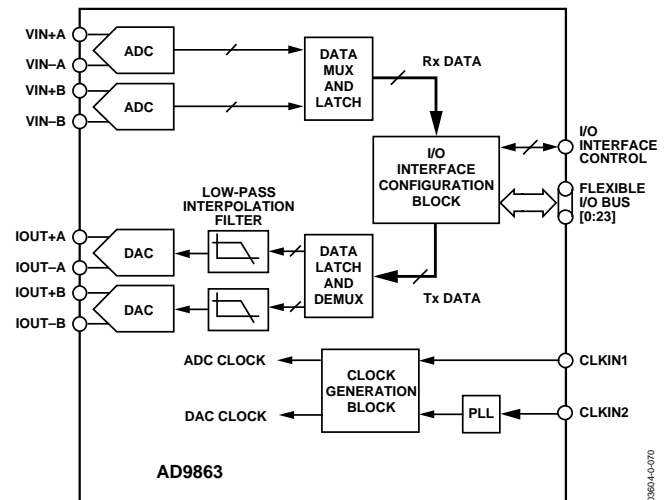 VIN+A
VIN–A
VIN+B
VIN–B
ADC
ADC
DATA
MUX
AND
LATCH
Rx DATA
I/O
INTERFACE
CONFIGURATION
BLOCK
I/O
INTERFACE
CONTROL
FLEXIBLE
I/O BUS
[0:23]
LOW-PASS
INTERPOLATION
FILTER
IOUT+A
IOUT–A
IOUT+B
IOUT–B
DAC
DAC
DATA
LATCH
AND
DEMUX
Tx DATA
ADC CLOCK
DAC CLOCK
CLOCK
GENERATION
BLOCK
PLL
CLKIN1
CLKIN2
AD9863
03604-0-070